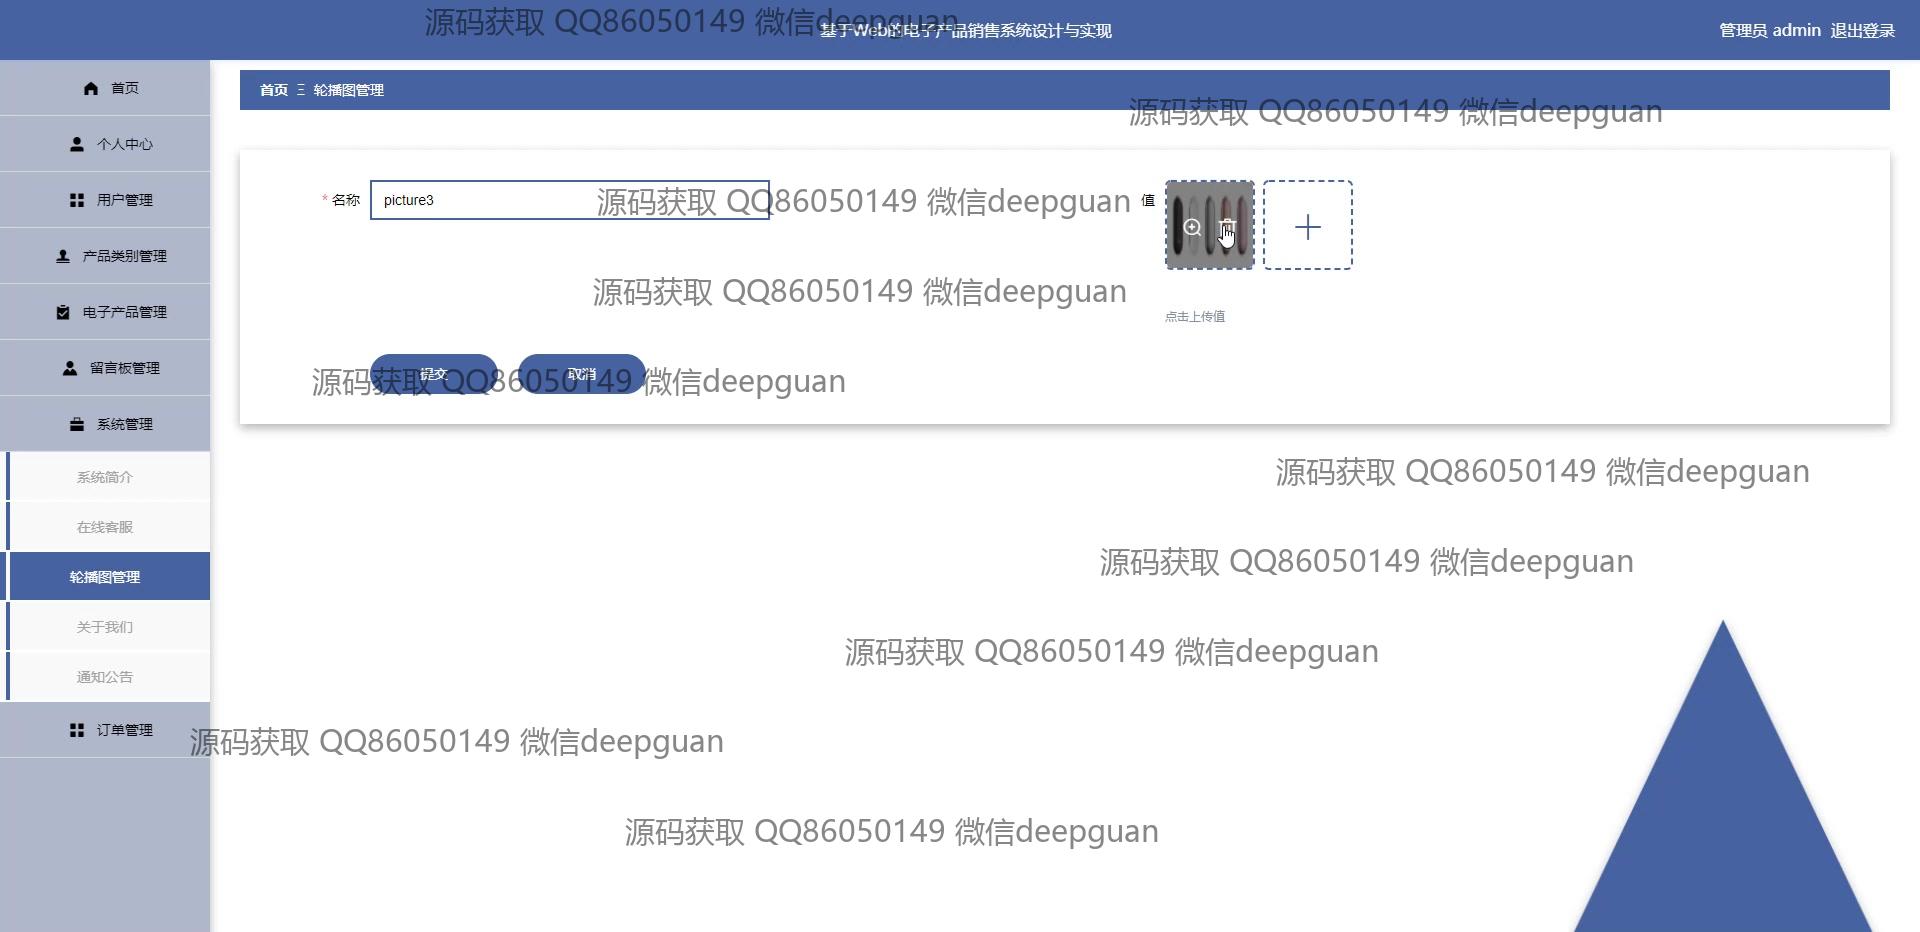 源码获取 QQ86050149 微信deepguan
基于Web的电子产品销售系统设计与实现
管理员 admin 退出登录
首页
个人中心
用户管理
产品类别管理
电子产品管理
留言板管理
系统管理
系统简介
在线客服
轮播图管理
关于我们
通知公告
订单管理
首页 Ξ 轮播图管理
源码获取 QQ86050149 微信deepguan
* 名称 picture3
源码获取 QQ86050149 微信deepguan
值
源码获取 QQ86050149 微信deepguan
点击上传值
提交 取消
源码获取 QQ86050149 微信deepguan
源码获取 QQ86050149 微信deepguan
源码获取 QQ86050149 微信deepguan
源码获取 QQ86050149 微信deepguan
源码获取 QQ86050149 微信deepguan
源码获取 QQ86050149 微信deepguan